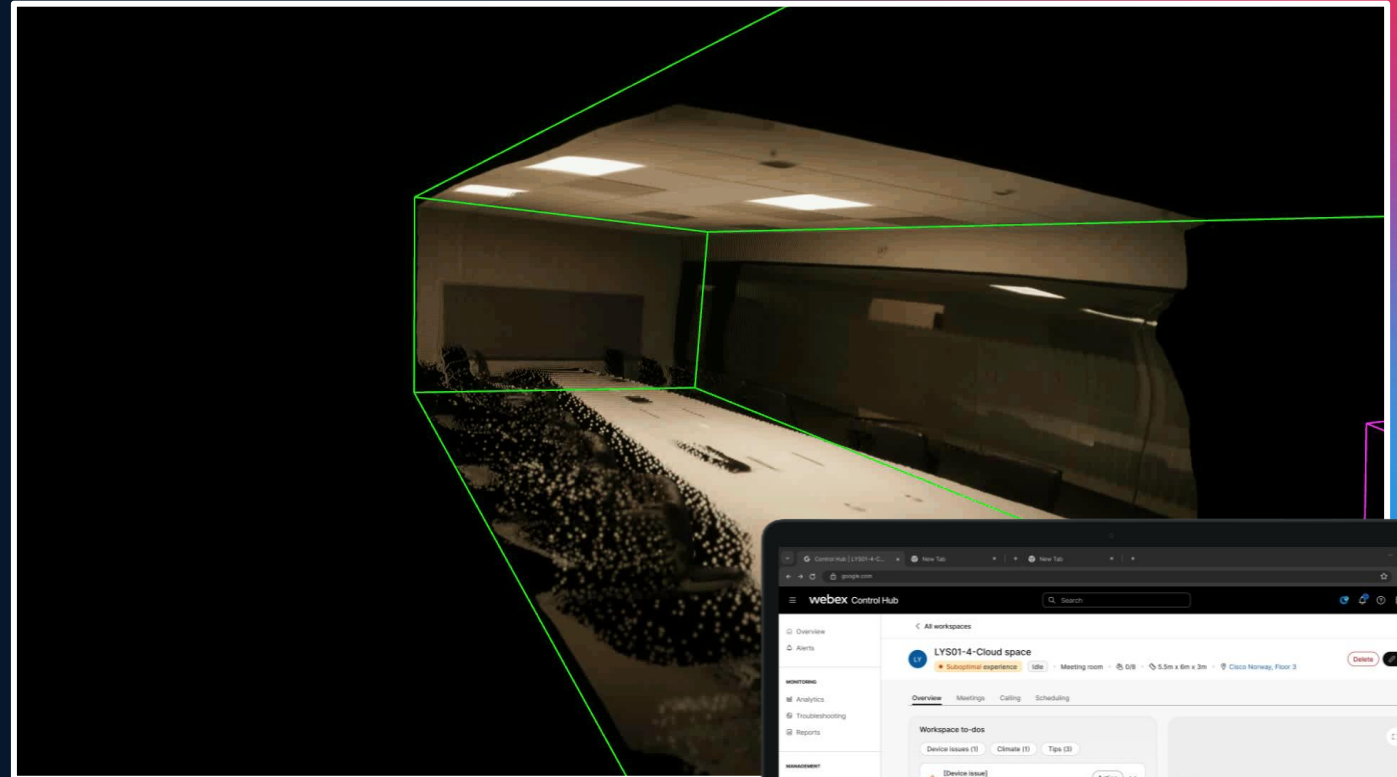 Control Hub | LYS01-4-C...
New Tab
New Tab
google.com
webex Control Hub
Search
Overview
Alerts
MONITORING
Analytics
Troubleshooting
Reports
MANAGEMENT
All workspaces
LY
LYS01-4-Cloud space
Suboptimal experience Idle Meeting room 0/8 5.5m x 6m x 3m Cisco Norway, Floor 3
Delete
Overview Meetings Calling Scheduling
Workspace to-dos
Device issues (1) Climate (1) Tips (3)
[Device issue]